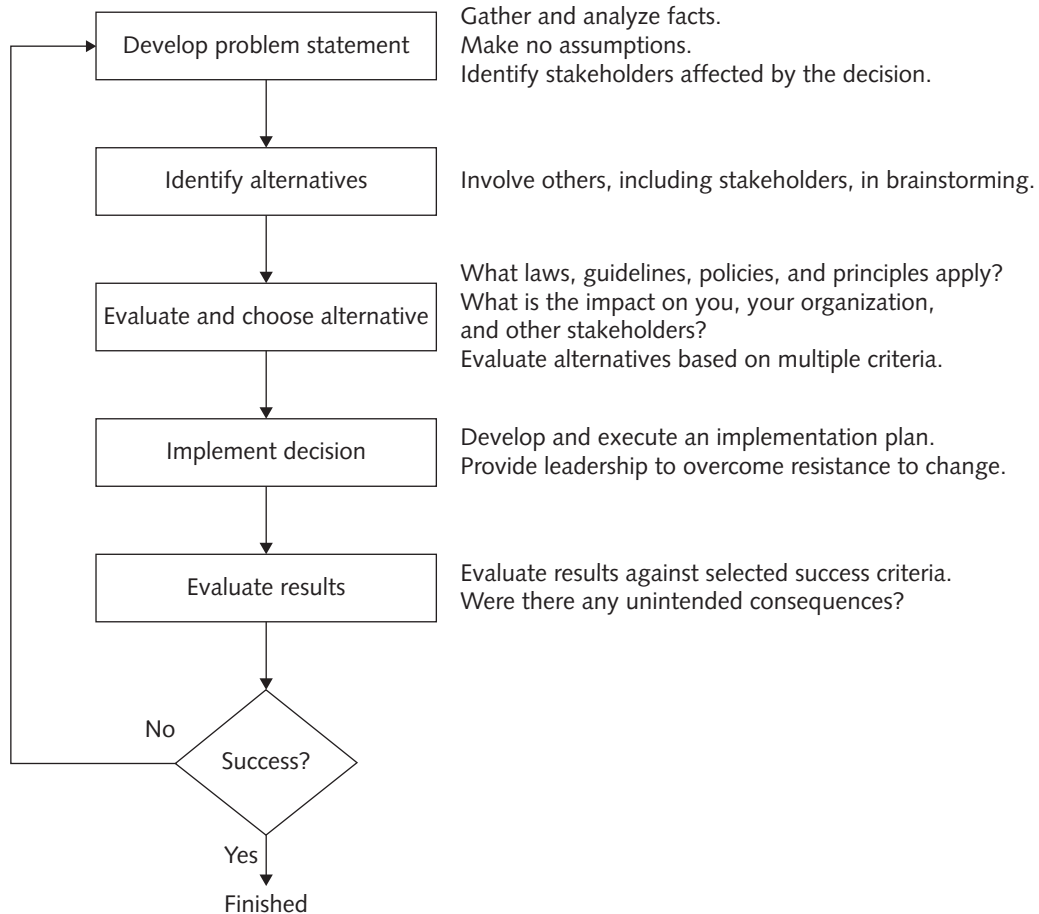 Develop problem statement
Gather and analyze facts.
Make no assumptions.
Identify stakeholders affected by the decision.
Identify alternatives
Involve others, including stakeholders, in brainstorming.
Evaluate and choose alternative
What laws, guidelines, policies, and principles apply?
What is the impact on you, your organization,
and other stakeholders?
Evaluate alternatives based on multiple criteria.
Implement decision
Develop and execute an implementation plan.
Provide leadership to overcome resistance to change.
Evaluate results
Evaluate results against selected success criteria.
Were there any unintended consequences?
No
Success?
Yes
Finished